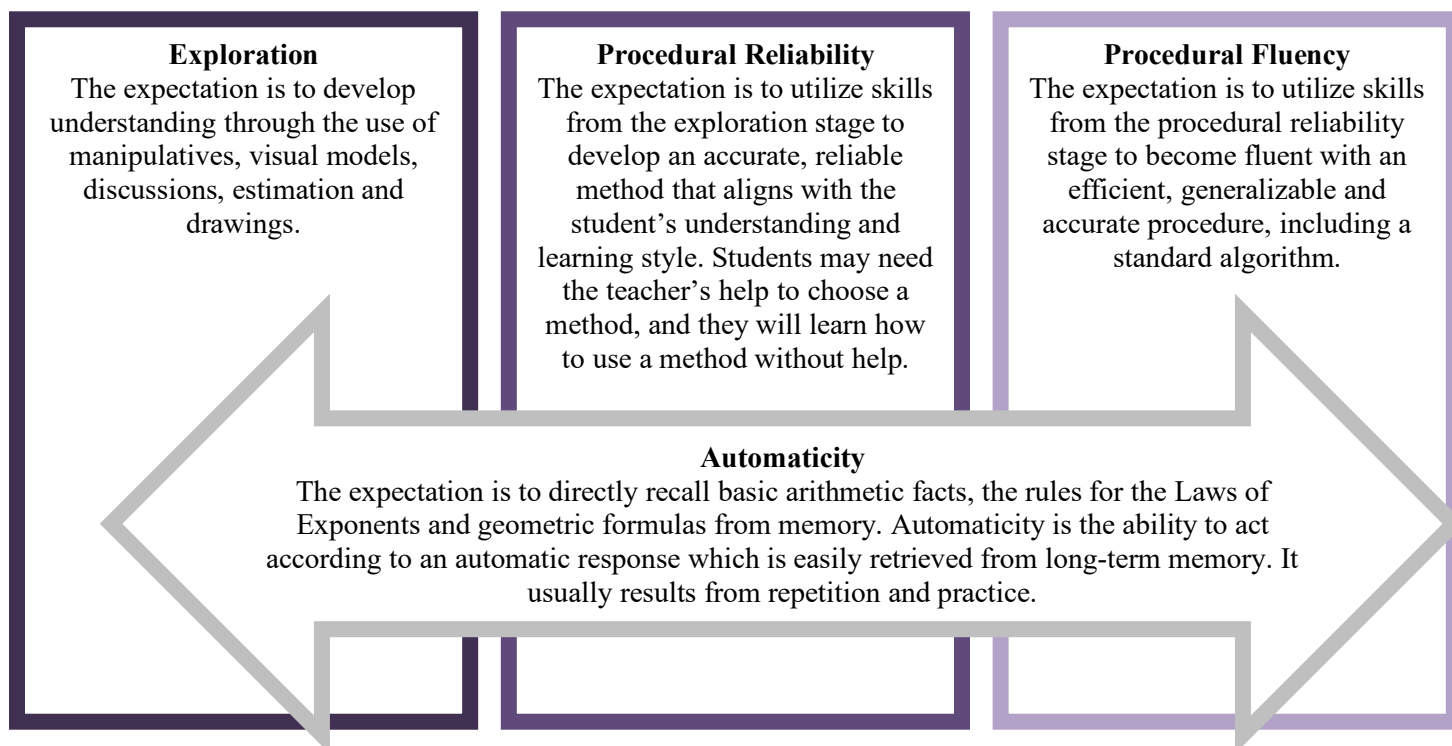 Exploration
The expectation is to develop
understanding through the use of
manipulatives, visual models,
discussions, estimation and
drawings.
Procedural Reliability
The expectation is to utilize skills
from the exploration stage to
develop an accurate, reliable
method that aligns with the
student’s understanding and
learning style. Students may need
the teacher’s help to choose a
method, and they will learn how
to use a method without help.
Procedural Fluency
The expectation is to utilize skills
from the procedural reliability
stage to become fluent with an
efficient, generalizable and
accurate procedure, including a
standard algorithm.
Automaticity
The expectation is to directly recall basic arithmetic facts, the rules for the Laws of
Exponents and geometric formulas from memory. Automaticity is the ability to act
according to an automatic response which is easily retrieved from long-term memory. It
usually results from repetition and practice.